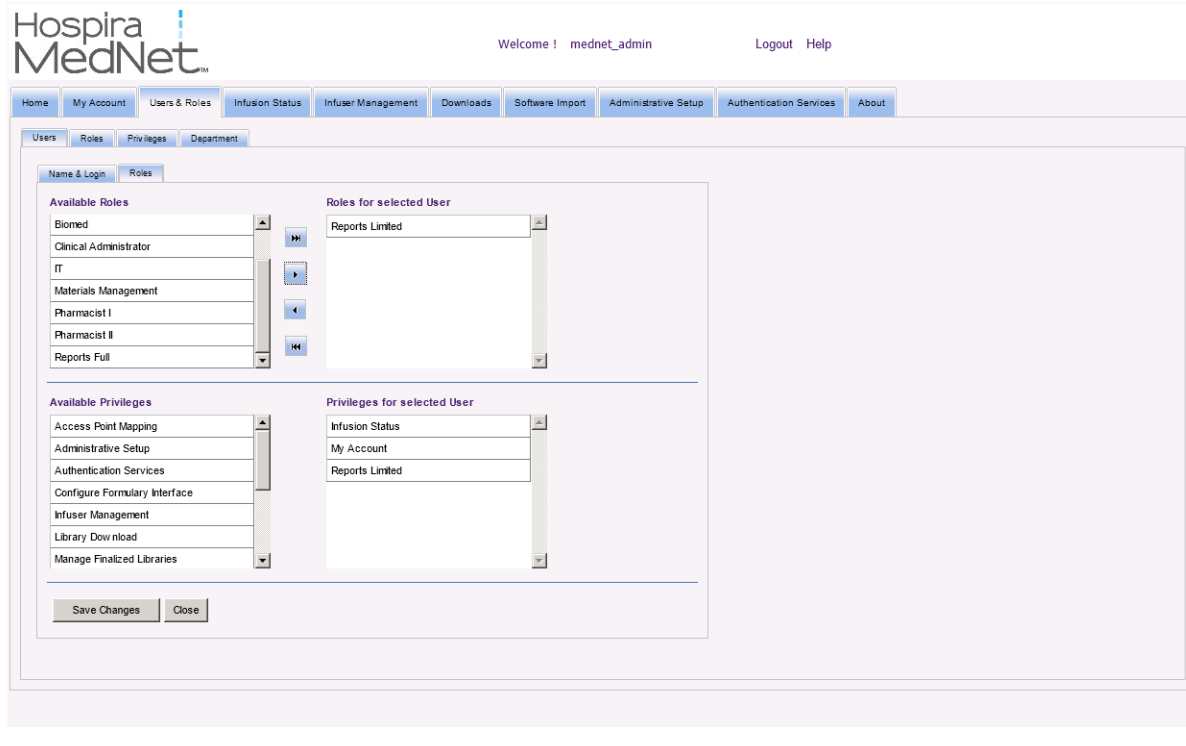 Hospira
MedNet™
Welcome ! mednet_admin
Logout Help
Home My Account Users & Roles Infusion Status Infuser Management Downloads Software Import Administrative Setup Authentication Services About
Users Roles Privileges Department
Name & Login Roles
Available Roles
Biomed
Clinical Administrator
IT
Materials Management
Pharmacist I
Pharmacist II
Reports Full
Roles for selected User
Reports Limited
Available Privileges
Access Point Mapping
Administrative Setup
Authentication Services
Configure Formulary Interface
Infuser Management
Library Download
Manage Finalized Libraries
Privileges for selected User
Infusion Status
My Account
Reports Limited
Save Changes Close